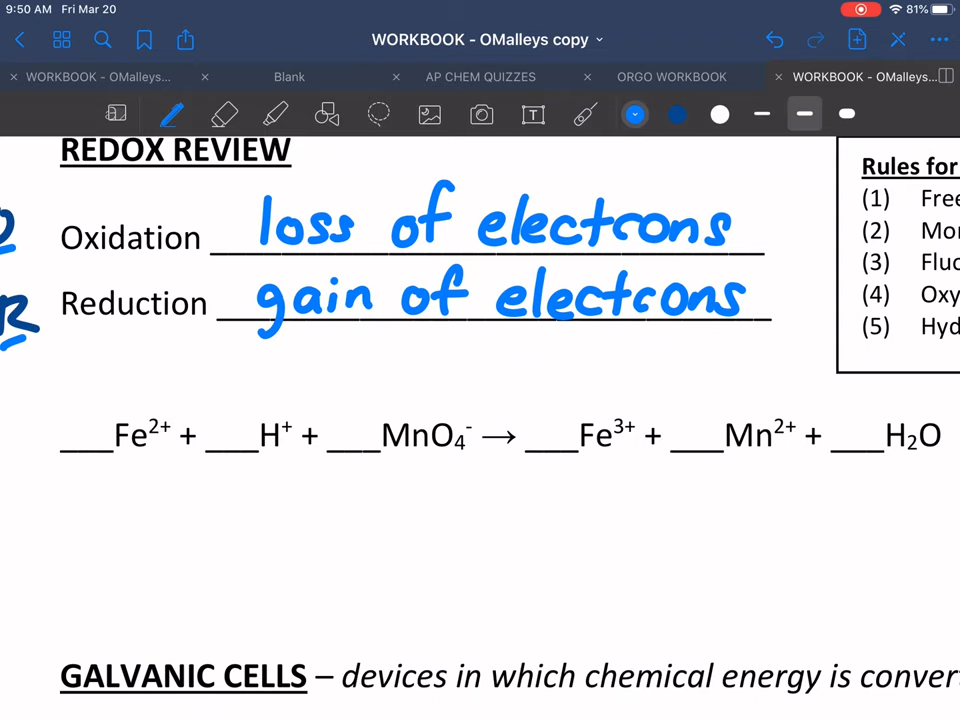 9:50 AM Fri Mar 20
81%
WORKBOOK - OMalleys copy
WORKBOOK - OMalleys... Blank AP CHEM QUIZZES ORGO WORKBOOK WORKBOOK - OMalleys...
REDOX REVIEW
Oxidation loss of electrons
R Reduction gain of electrons
Rules for
(1) Free
(2) Mon
(3) Fluo
(4) Oxy
(5) Hyd
___Fe²⁺ + ___H⁺ + ___MnO₄⁻ → ___Fe³⁺ + ___Mn²⁺ + ___H₂O
GALVANIC CELLS – devices in which chemical energy is convert